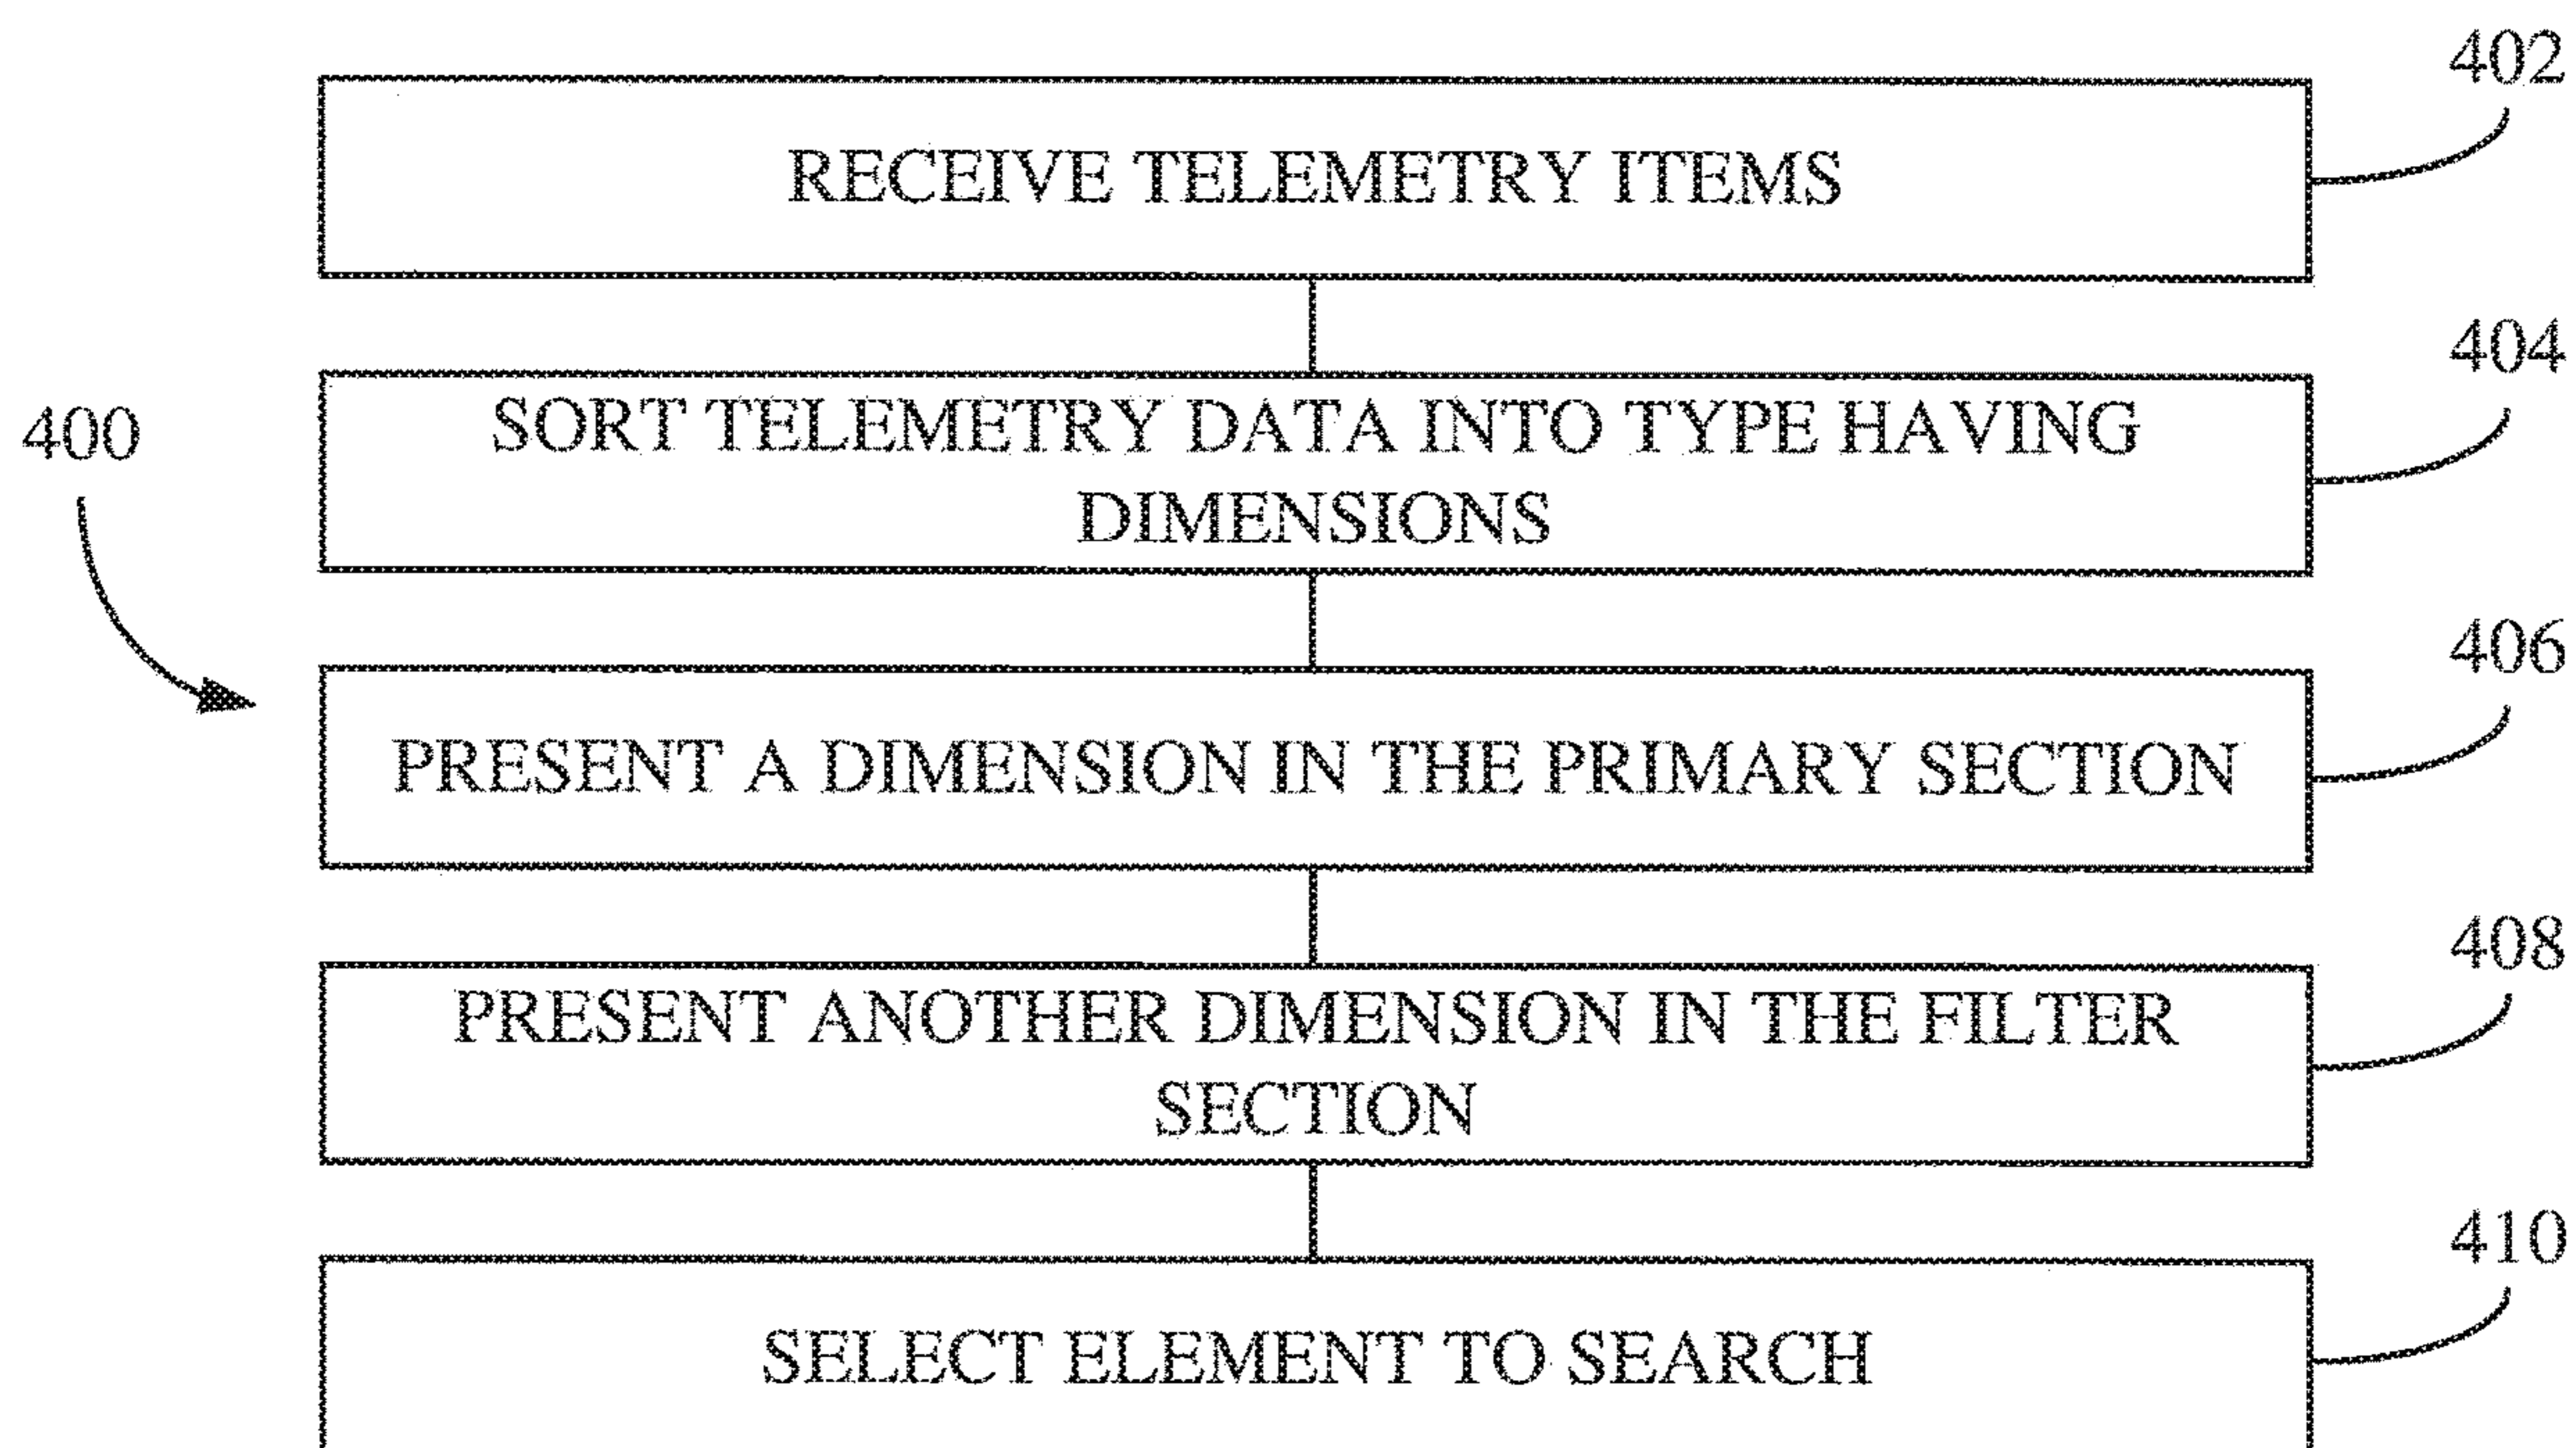 402
RECEIVE TELEMETRY ITEMS
404
SORT TELEMETRY DATA INTO TYPE HAVING
DIMENSIONS
400
406
PRESENT A DIMENSION IN THE PRIMARY SECTION
408
PRESENT ANOTHER DIMENSION IN THE FILTER
SECTION
410
SELECT ELEMENT TO SEARCH